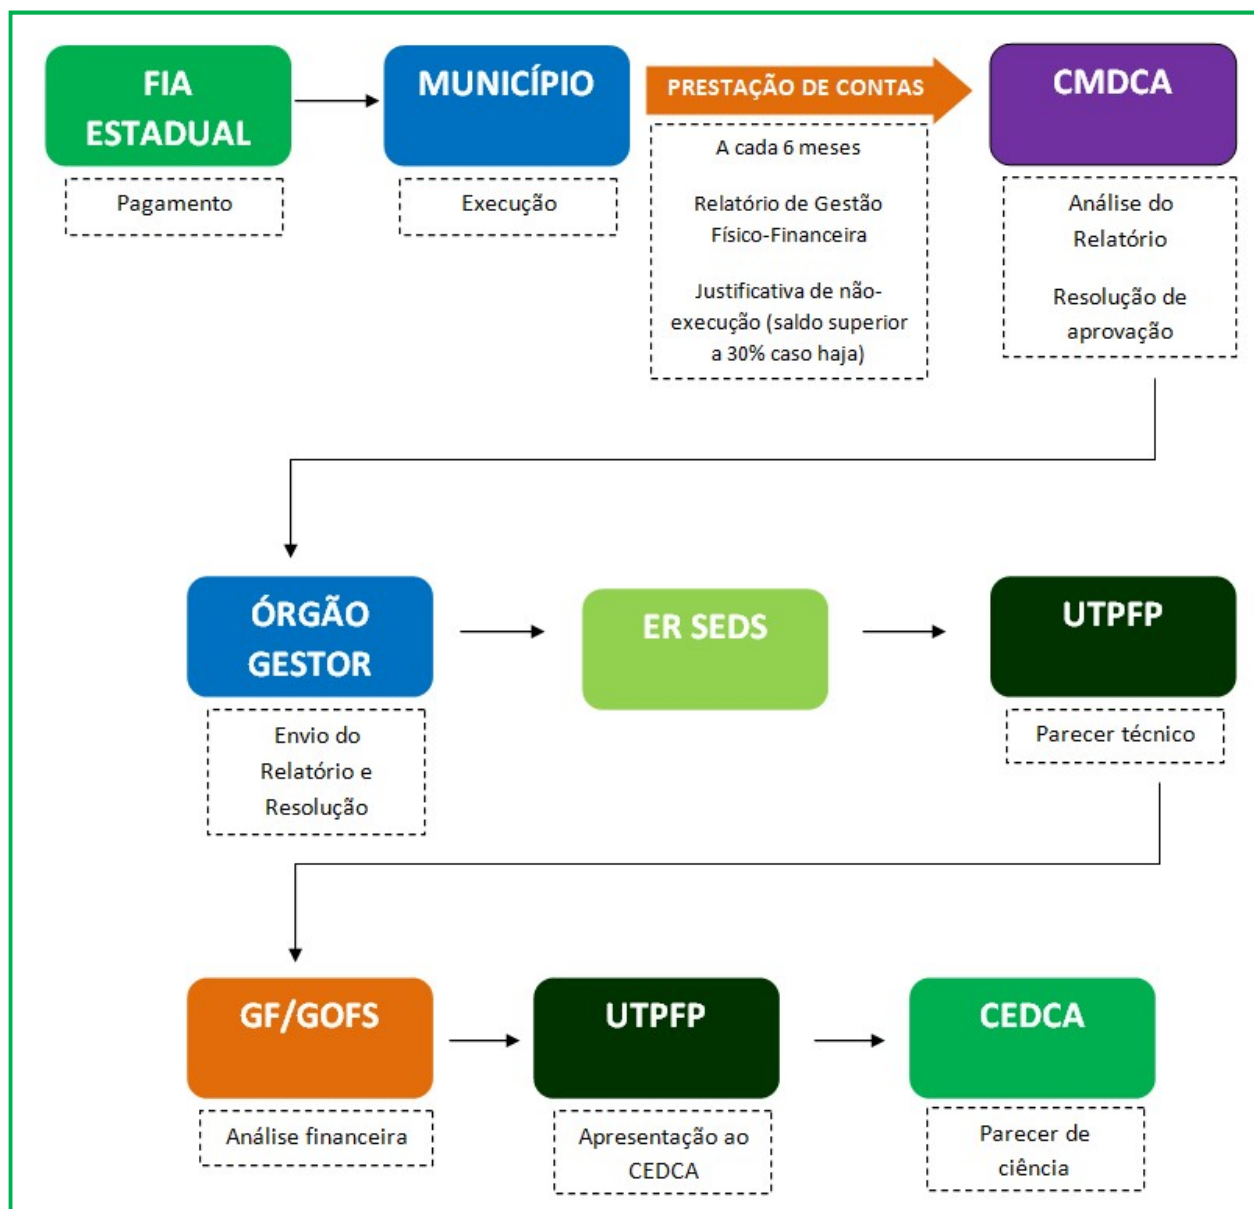 FIA
ESTADUAL
Pagamento
MUNICÍPIO
Execução
PRESTAÇÃO DE CONTAS
A cada 6 meses
Relatório de Gestão
Físico-Financeira
Justificativa de não-
execução (saldo superior
a 30% caso haja)
CMDCA
Análise do
Relatório
Resolução de
aprovação
ÓRGÃO
GESTOR
Envio do
Relatório e
Resolução
ER SEDS
UTPFP
Parecer técnico
GF/GOFS
Análise financeira
UTPFP
Apresentação ao
CEDCA
CEDCA
Parecer de
ciência